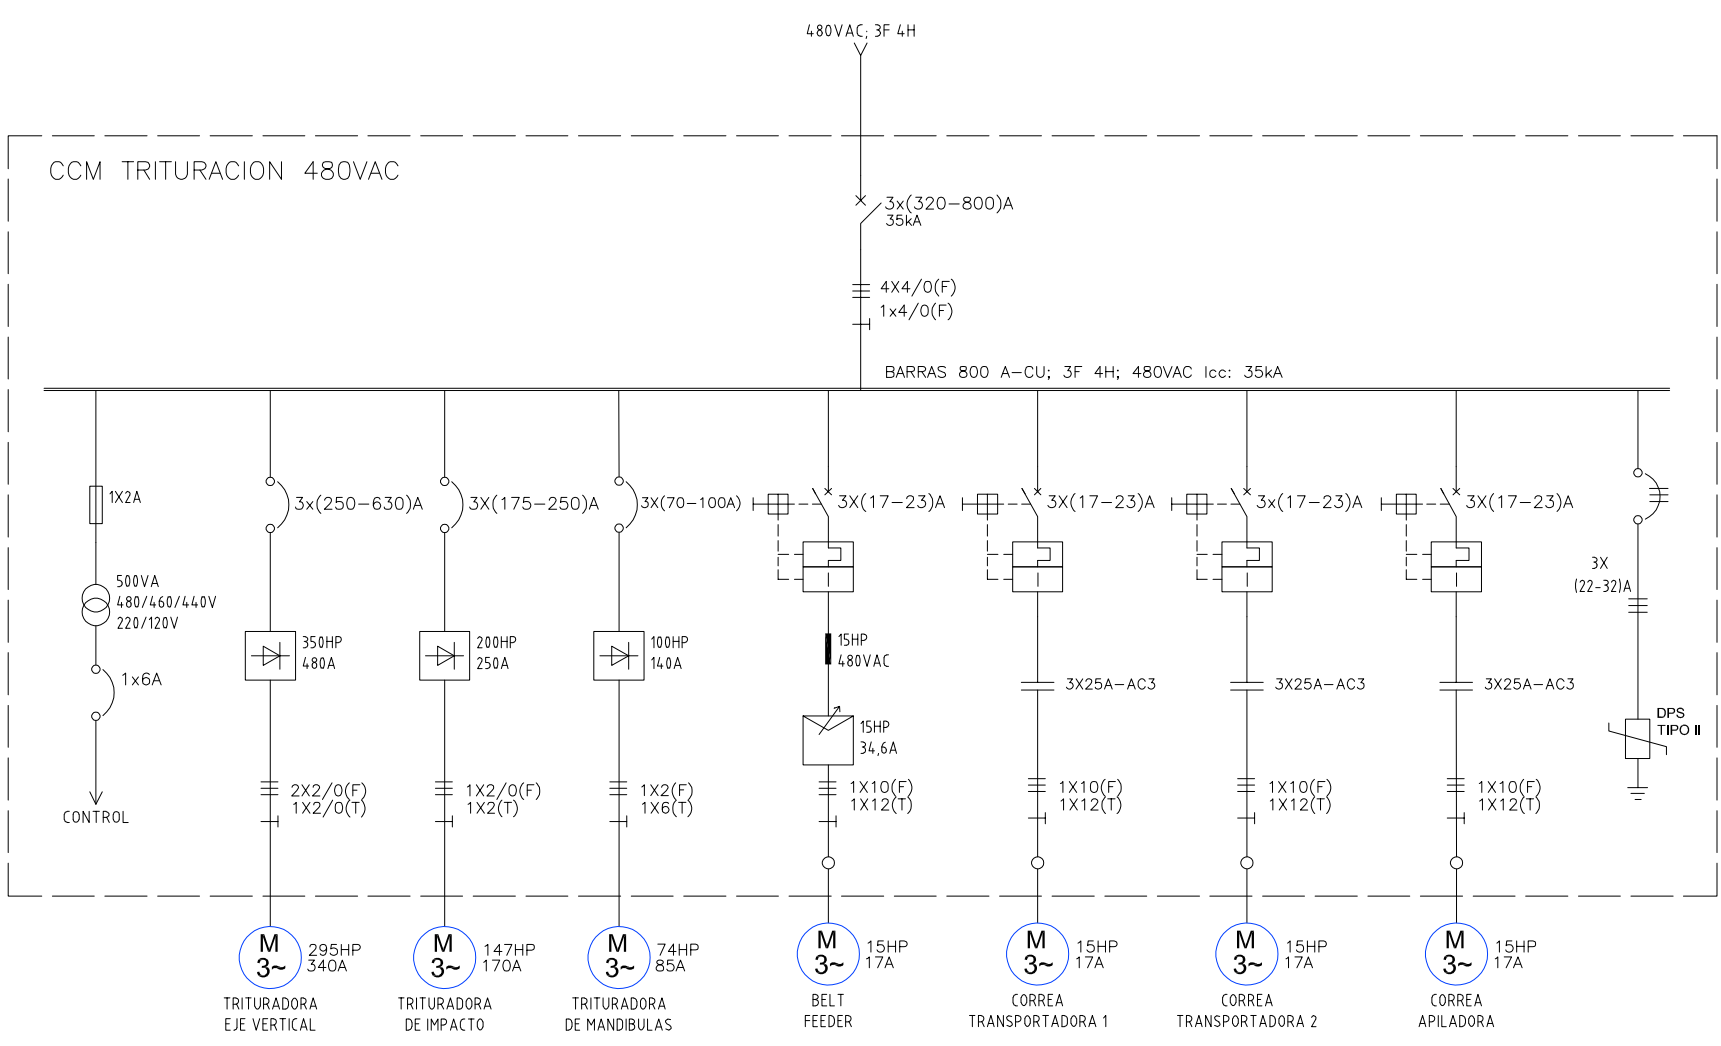 480VAC; 3F 4H
CCM TRITURACION 480VAC
3x(320-800)A
35kA
4X4/0(F)
1x4/0(F)
BARRAS 800 A-CU; 3F 4H; 480VAC Icc: 35kA
1X2A
500VA
480/460/440V
220/120V
1x6A
CONTROL
3x(250-630)A
350HP
480A
2X2/0(F)
1X2/0(T)
M
3~
295HP
340A
TRITURADORA
EJE VERTICAL
3X(175-250)A
200HP
250A
1X2/0(F)
1X2(T)
M
3~
147HP
170A
TRITURADORA
DE IMPACTO
3X(70-100A)
100HP
140A
1X2(F)
1X6(T)
M
3~
74HP
85A
TRITURADORA
DE MANDIBULAS
3X(17-23)A
15HP
480VAC
15HP
34,6A
1X10(F)
1X12(T)
M
3~
15HP
17A
BELT
FEEDER
3X(17-23)A
3X25A-AC3
1X10(F)
1X12(T)
M
3~
15HP
17A
CORREA
TRANSPORTADORA 1
3x(17-23)A
3X25A-AC3
1X10(F)
1X12(T)
M
3~
15HP
17A
CORREA
TRANSPORTADORA 2
3X(17-23)A
3X25A-AC3
1X10(F)
1X12(T)
M
3~
15HP
17A
CORREA
APILADORA
3X
(22-32)A
DPS
TIPO II